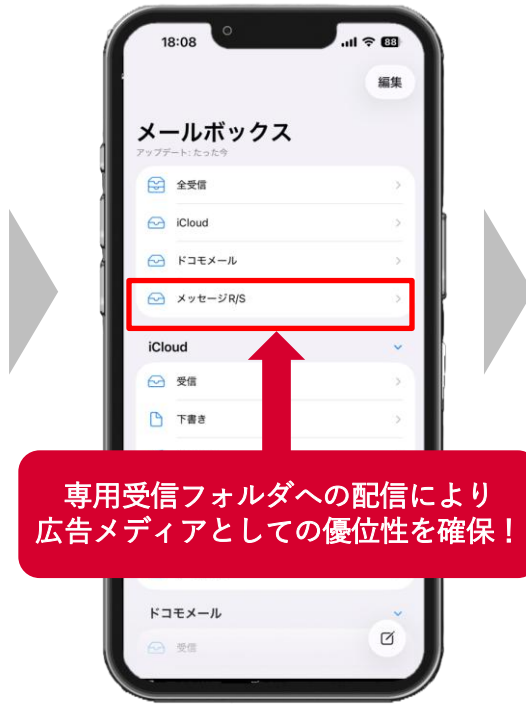 18:08
88
編集
メールボックス
アップデート: たった今
全受信
iCloud
ドコモメール
メッセージR/S
iCloud
受信
下書き
専用受信フォルダへの配信により
広告メディアとしての優位性を確保！
ドコモメール
受信